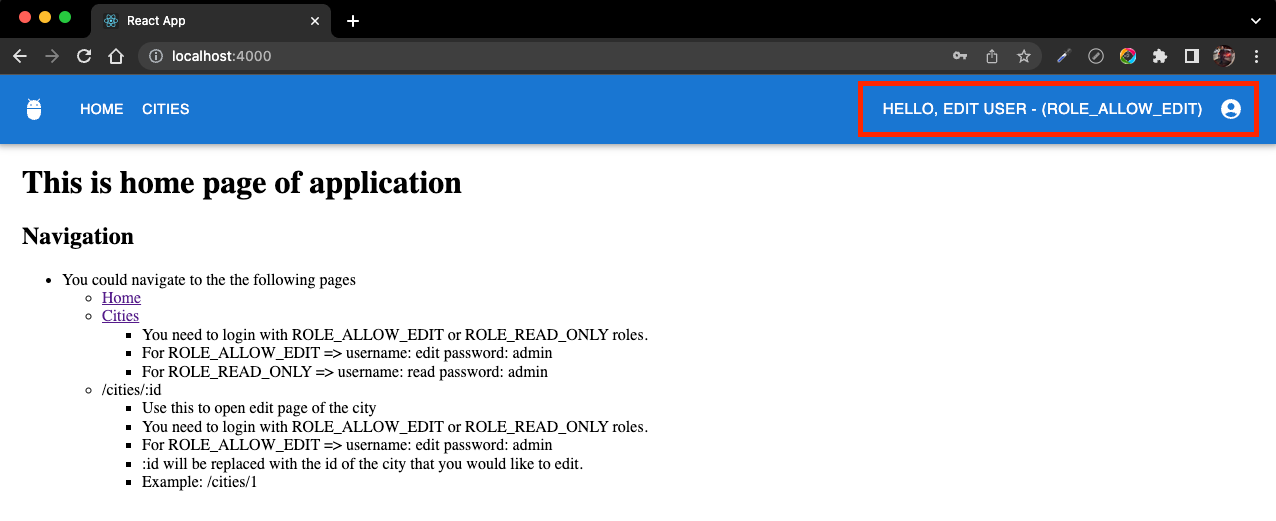 React App
localhost:4000
HOME CITIES HELLO, EDIT USER - (ROLE_ALLOW_EDIT)
This is home page of application
Navigation
You could navigate to the the following pages
Home
Cities
You need to login with ROLE_ALLOW_EDIT or ROLE_READ_ONLY roles.
For ROLE_ALLOW_EDIT => username: edit password: admin
For ROLE_READ_ONLY => username: read password: admin
/cities/:id
Use this to open edit page of the city
You need to login with ROLE_ALLOW_EDIT or ROLE_READ_ONLY roles.
For ROLE_ALLOW_EDIT => username: edit password: admin
:id will be replaced with the id of the city that you would like to edit.
Example: /cities/1